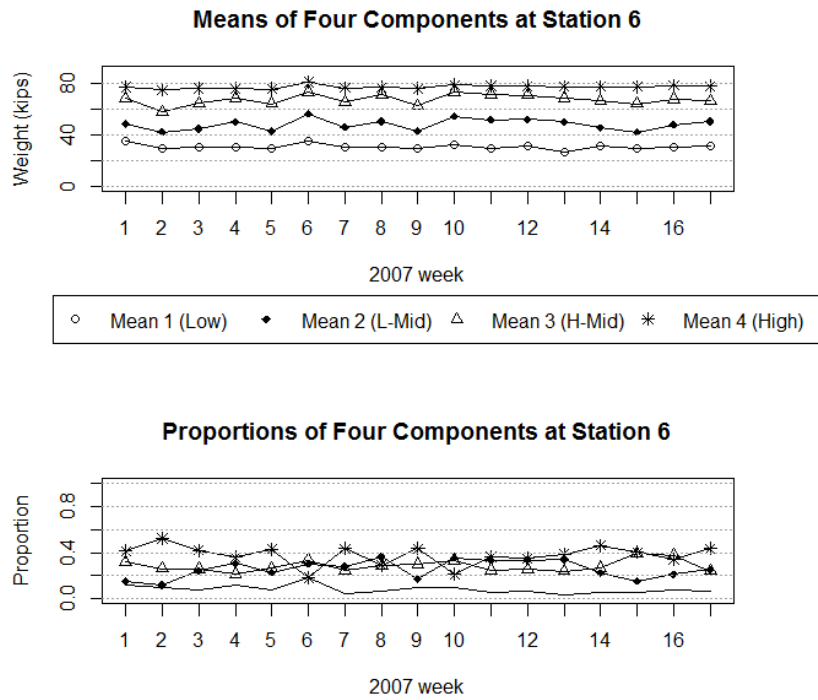 Means of Four Components at Station 6
Weight (kips)
80
40
0
1 2 3 4 5 6 7 8 9 10 12 14 16
2007 week
Mean 1 (Low) Mean 2 (L-Mid) Mean 3 (H-Mid) Mean 4 (High)
Proportions of Four Components at Station 6
Proportion
0.8
0.4
0.0
1 2 3 4 5 6 7 8 9 10 12 14 16
2007 week